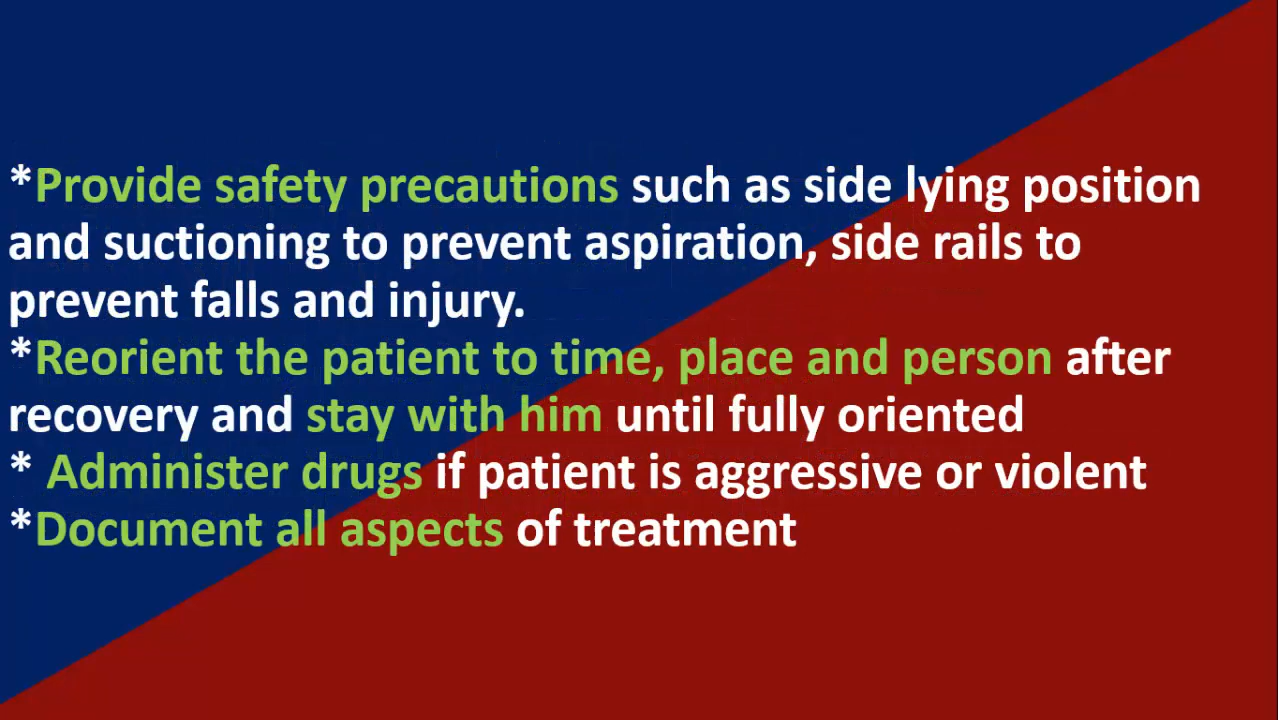 *Provide safety precautions such as side lying position
and suctioning to prevent aspiration, side rails to
prevent falls and injury.
*Reorient the patient to time, place and person after
recovery and stay with him until fully oriented
* Administer drugs if patient is aggressive or violent
*Document all aspects of treatment